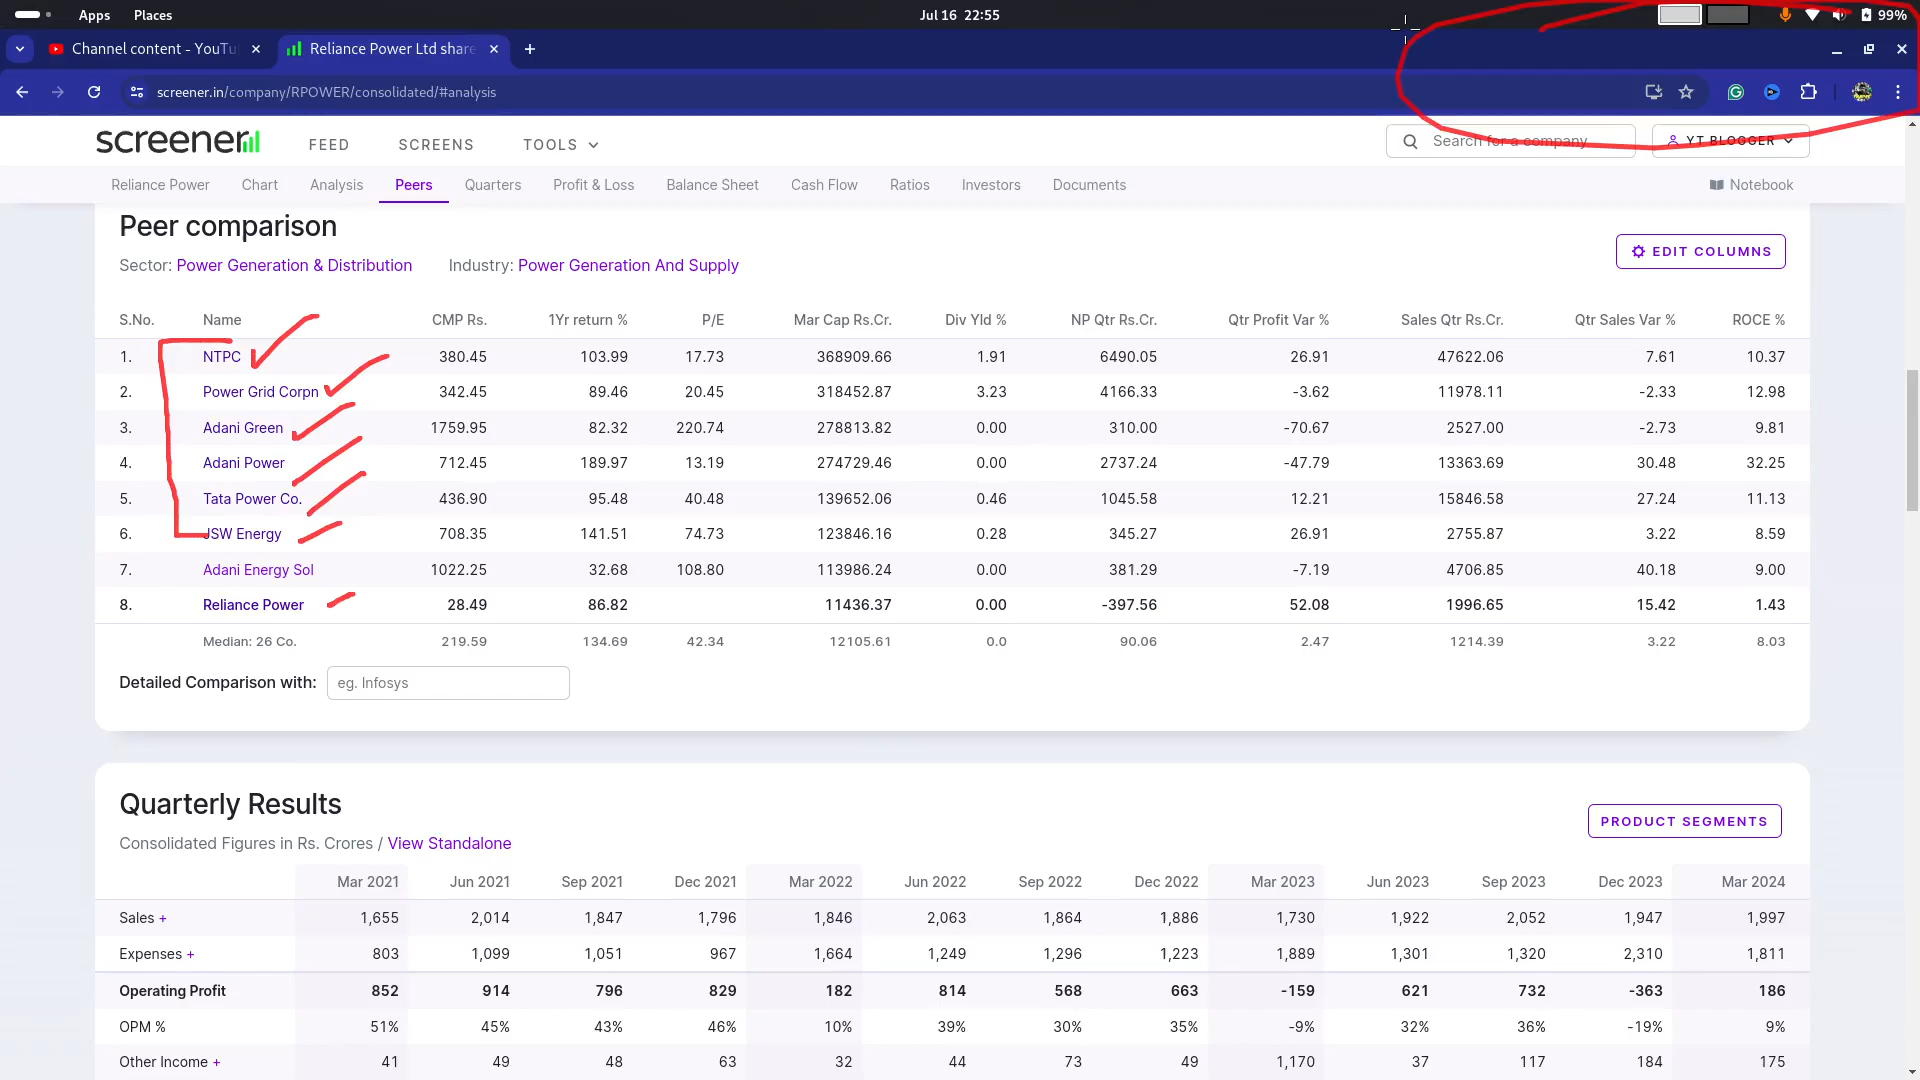 Apps Places Jul 16 22:55 99%
Channel content - YouTu Reliance Power Ltd share
screener.in/company/RPOWER/consolidated/#analysis
screener FEED SCREENS TOOLS Search for a company YT BLOGGER
Reliance Power Chart Analysis Peers Quarters Profit & Loss Balance Sheet Cash Flow Ratios Investors Documents Notebook
Peer comparison
EDIT COLUMNS
Sector: Power Generation & Distribution Industry: Power Generation And Supply
S.No. Name CMP Rs. 1Yr return % P/E Mar Cap Rs.Cr. Div Yld % NP Qtr Rs.Cr. Qtr Profit Var % Sales Qtr Rs.Cr. Qtr Sales Var % ROCE %
1. NTPC 380.45 103.99 17.73 368909.66 1.91 6490.05 26.91 47622.06 7.61 10.37
2. Power Grid Corpn 342.45 89.46 20.45 318452.87 3.23 4166.33 -3.62 11978.11 -2.33 12.98
3. Adani Green 1759.95 82.32 220.74 278813.82 0.00 310.00 -70.67 2527.00 -2.73 9.81
4. Adani Power 712.45 189.97 13.19 274729.46 0.00 2737.24 -47.79 13363.69 30.48 32.25
5. Tata Power Co. 436.90 95.48 40.48 139652.06 0.46 1045.58 12.21 15846.58 27.24 11.13
6. JSW Energy 708.35 141.51 74.73 123846.16 0.28 345.27 26.91 2755.87 3.22 8.59
7. Adani Energy Sol 1022.25 32.68 108.80 113986.24 0.00 381.29 -7.19 4706.85 40.18 9.00
8. Reliance Power 28.49 86.82 11436.37 0.00 -397.56 52.08 1996.65 15.42 1.43
Median: 26 Co. 219.59 134.69 42.34 12105.61 0.0 90.06 2.47 1214.39 3.22 8.03
Detailed Comparison with: eg. Infosys
Quarterly Results
PRODUCT SEGMENTS
Consolidated Figures in Rs. Crores / View Standalone
Mar 2021 Jun 2021 Sep 2021 Dec 2021 Mar 2022 Jun 2022 Sep 2022 Dec 2022 Mar 2023 Jun 2023 Sep 2023 Dec 2023 Mar 2024
Sales + 1,655 2,014 1,847 1,796 1,846 2,063 1,864 1,886 1,730 1,922 2,052 1,947 1,997
Expenses + 803 1,099 1,051 967 1,664 1,249 1,296 1,223 1,889 1,301 1,320 2,310 1,811
Operating Profit 852 914 796 829 182 814 568 663 -159 621 732 -363 186
OPM % 51% 45% 43% 46% 10% 39% 30% 35% -9% 32% 36% -19% 9%
Other Income + 41 49 48 63 32 44 73 49 1,170 37 117 184 175